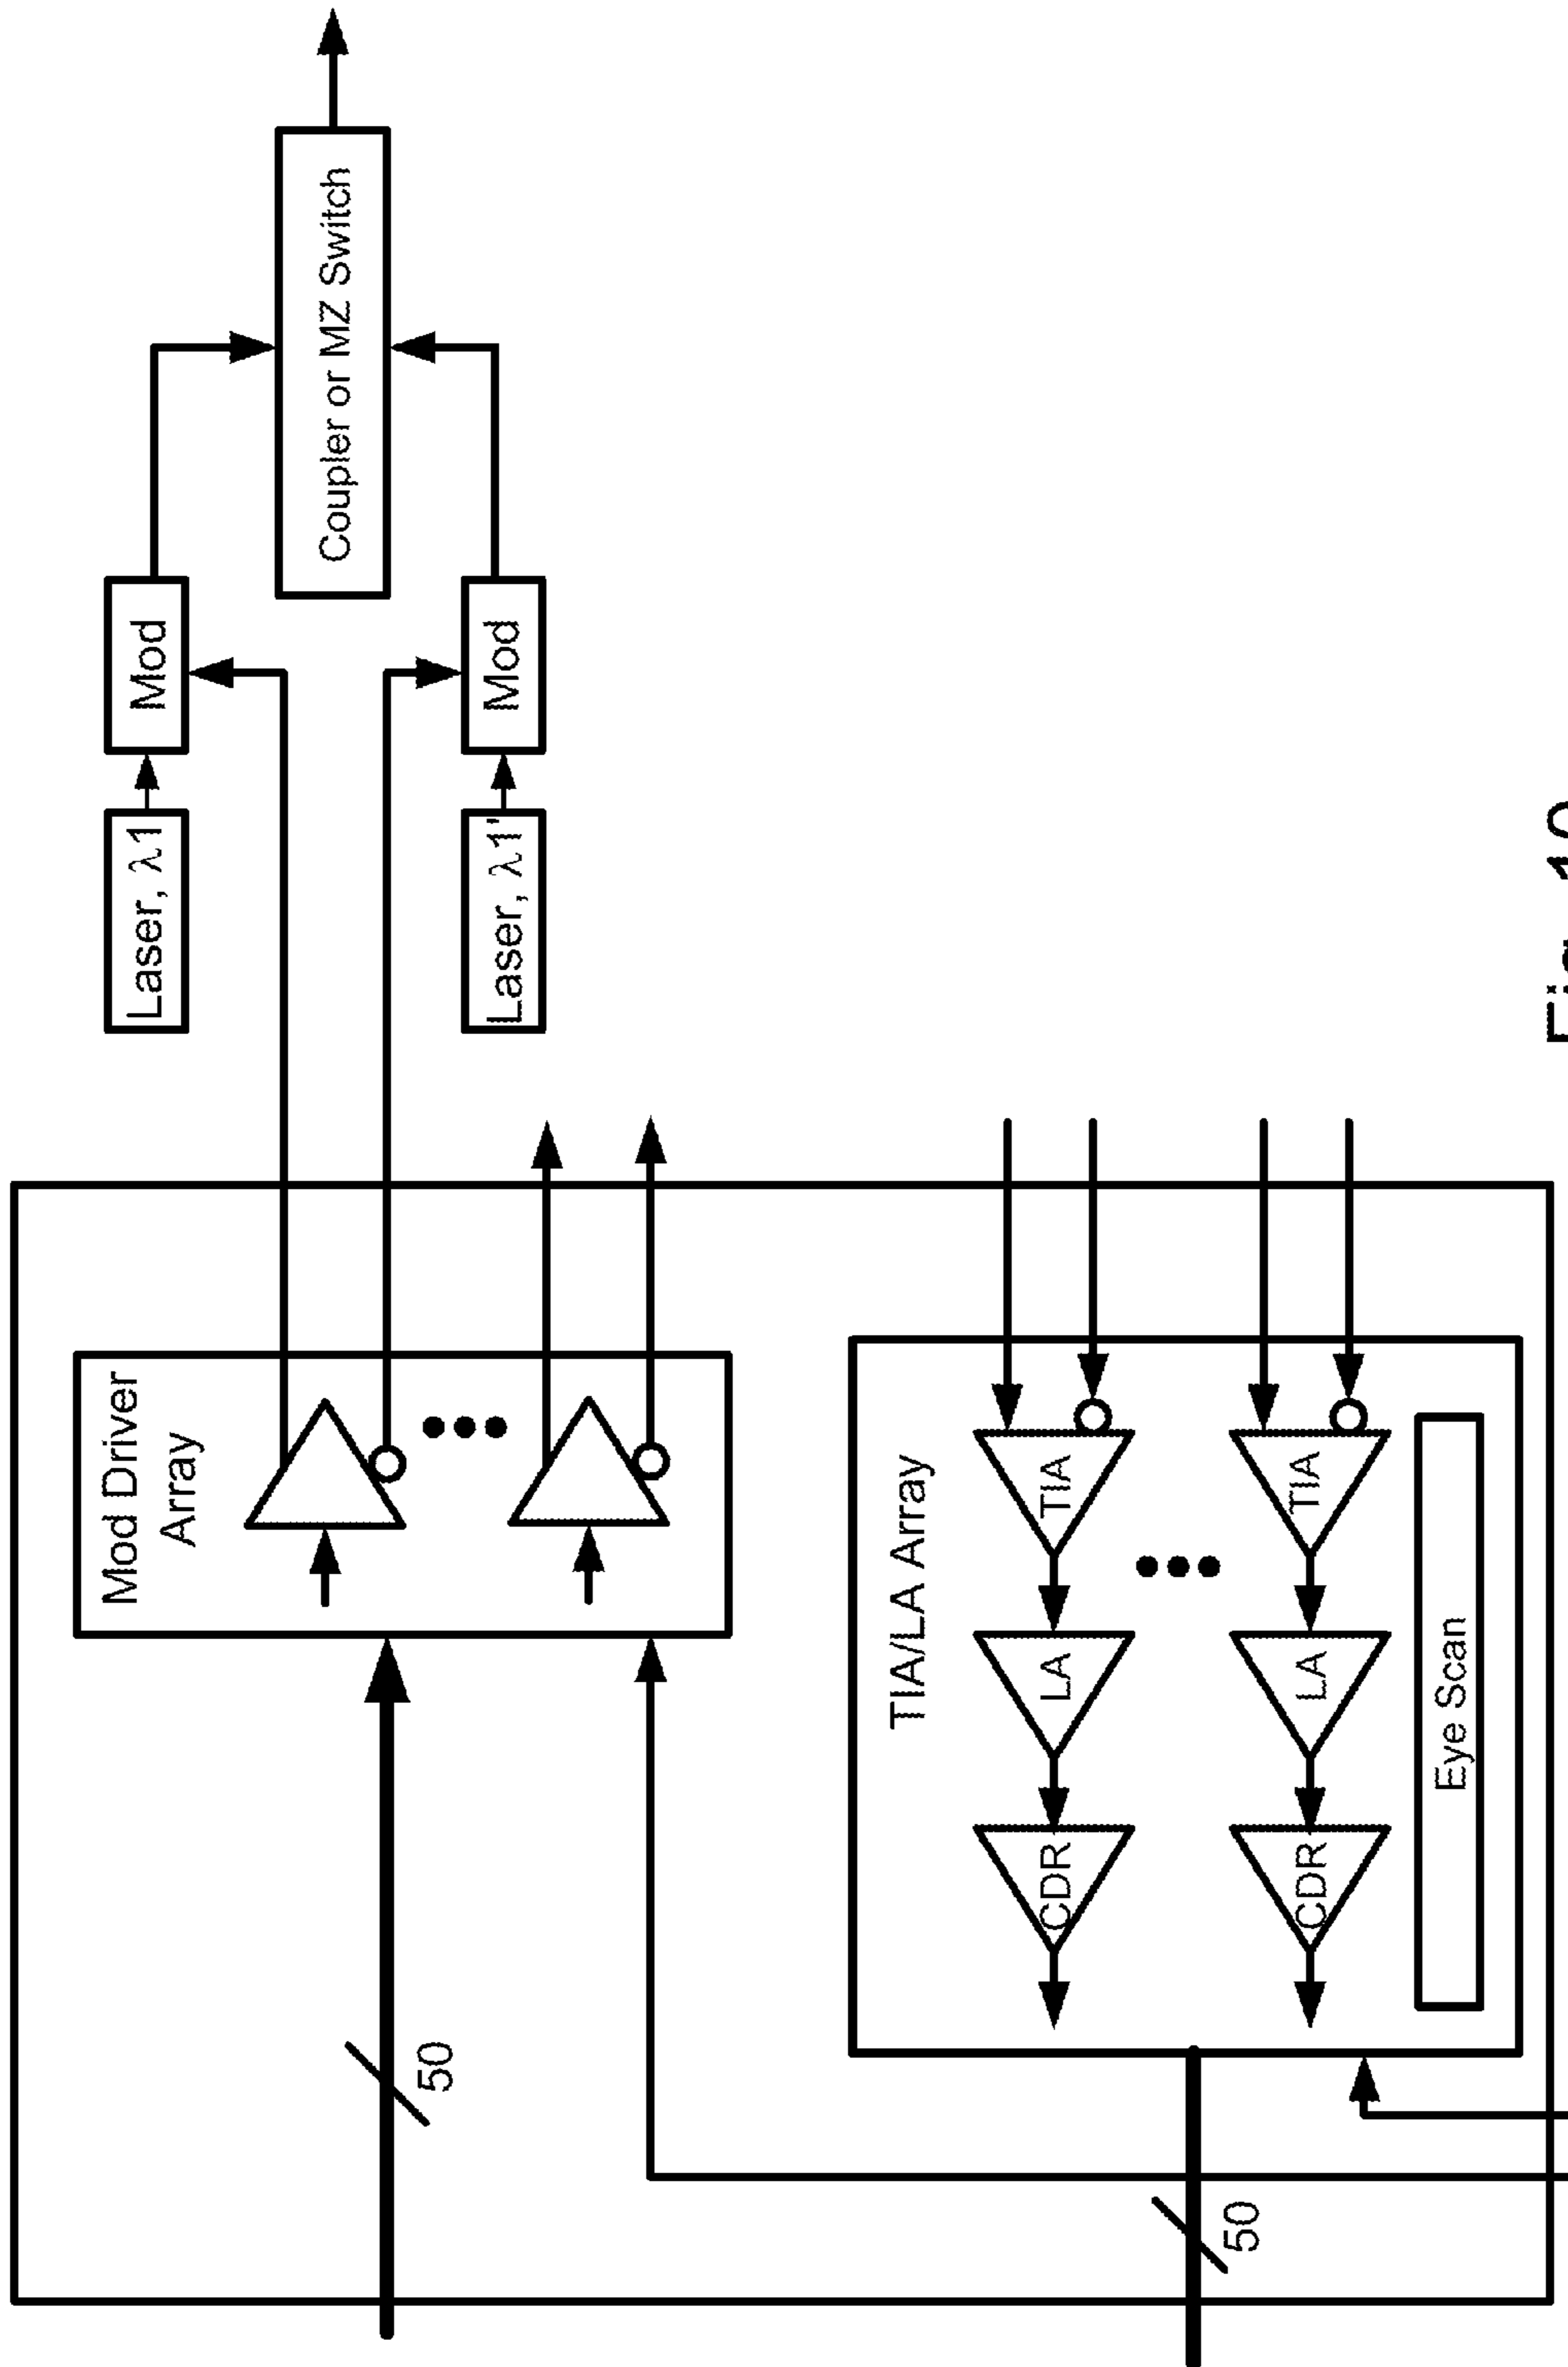 Laser, λ1
Mod
Coupler or MZ Switch
Laser, λ1'
Mod
Mod Driver
Array
50
TIA/LA Array
CDR
LA
TIA
CDR
LA
TIA
Eye Scan
50